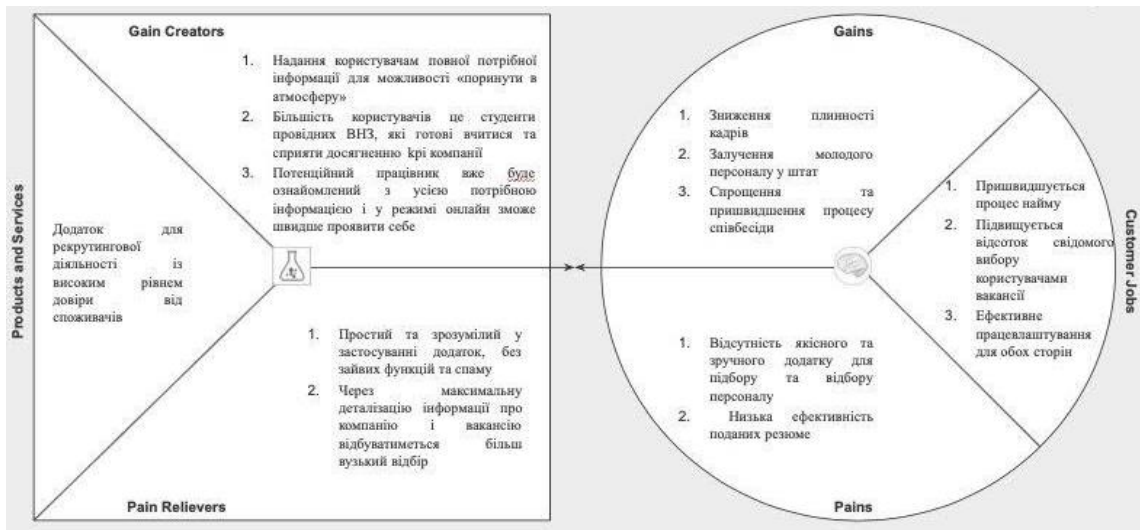 Gain Creators
1. Надання користувачам повної потрібної
інформації для можливості «поринути в
атмосферу»
2. Більшість користувачів це студенти
провідних ВНЗ, які готові вчитися та
сприяти досягненню kpi компанії
3. Потенційний працівник вже буде
ознайомлений з усією потрібною
інформацією і у режимі онлайн зможе
швидше проявити себе
Products and Services
Додаток для
рекрутингової
діяльності із
високим рівнем
довіри від
споживачів
1. Простий та зрозумілий у
застосуванні додаток, без
зайвих функцій та спаму
2. Через максимальну
деталізацію інформації про
компанію і вакансію
відбуватиметься більш
вузький відбір
Pain Relievers
Gains
1. Зниження плинності
кадрів
2. Залучення молодого
персоналу у штат
3. Спрощення та
пришвидшення процесу
співбесіди
1. Пришвидшується
процес найму
2. Підвищується
відсоток свідомого
вибору
користувачами
вакансії
3. Ефективне
працевлаштування
для обох сторін
Customer Jobs
1. Відсутність якісного та
зручного додатку для
підбору та відбору
персоналу
2. Низька ефективність
поданих резюме
Pains